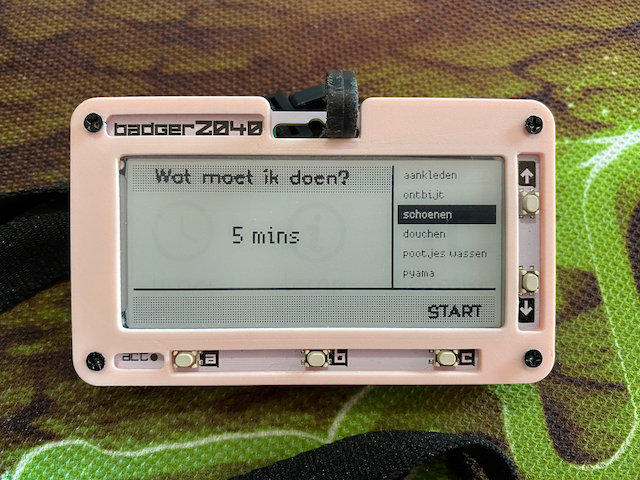 badger2040
Wat moet ik doen?
5 mins
aankleden
ontbijt
schoenen
douchen
pootjes wassen
pyama
START
act
a
b
c